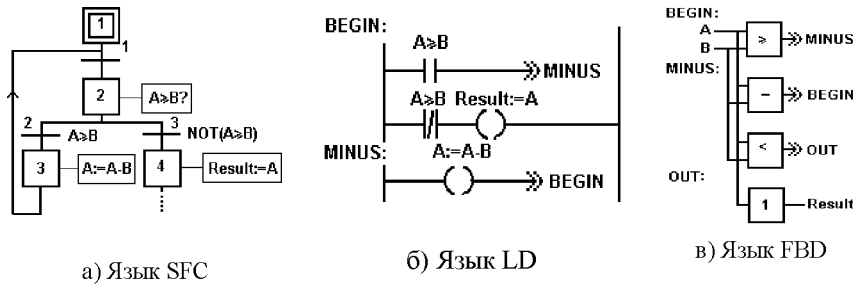 1
1
2
A≥B?
2
A≥B
3
NOT(A≥B)
3
A:=A-B
4
Result:=A
а) Язык SFC
BEGIN:
A≥B
MINUS
A≥B
Result:=A
MINUS:
A:=A-B
BEGIN
б) Язык LD
BEGIN:
A
B
≥
MINUS
MINUS:
−
BEGIN
<
OUT
OUT:
1
Result
в) Язык FBD